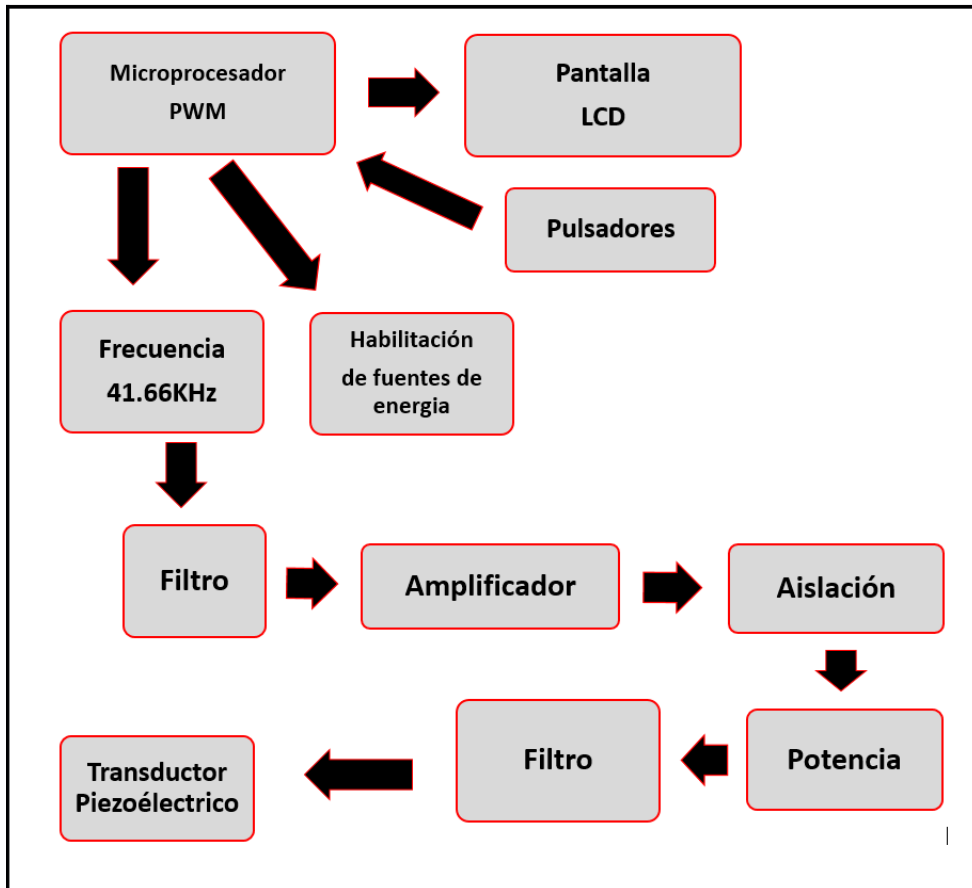 Microprocesador
PWM
Pantalla
LCD
Pulsadores
Frecuencia
41.66KHz
Habilitación
de fuentes de
energia
Filtro
Amplificador
Aislación
Transductor
Piezoélectrico
Filtro
Potencia